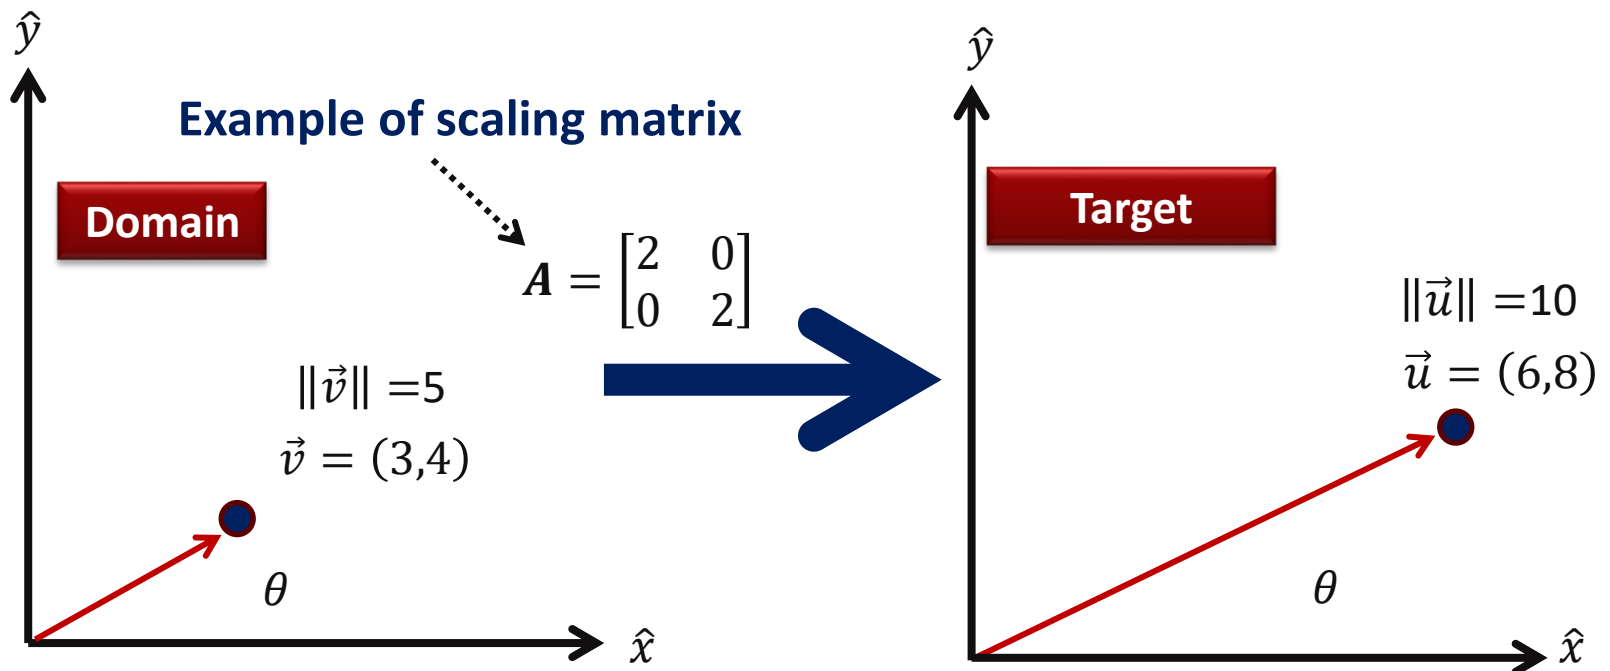 ŷ
Example of scaling matrix
Domain
A = [2 0
0 2]
‖v⃗‖ =5
v⃗ = (3,4)
θ
x̂
ŷ
Target
‖u⃗‖ =10
u⃗ = (6,8)
θ
x̂